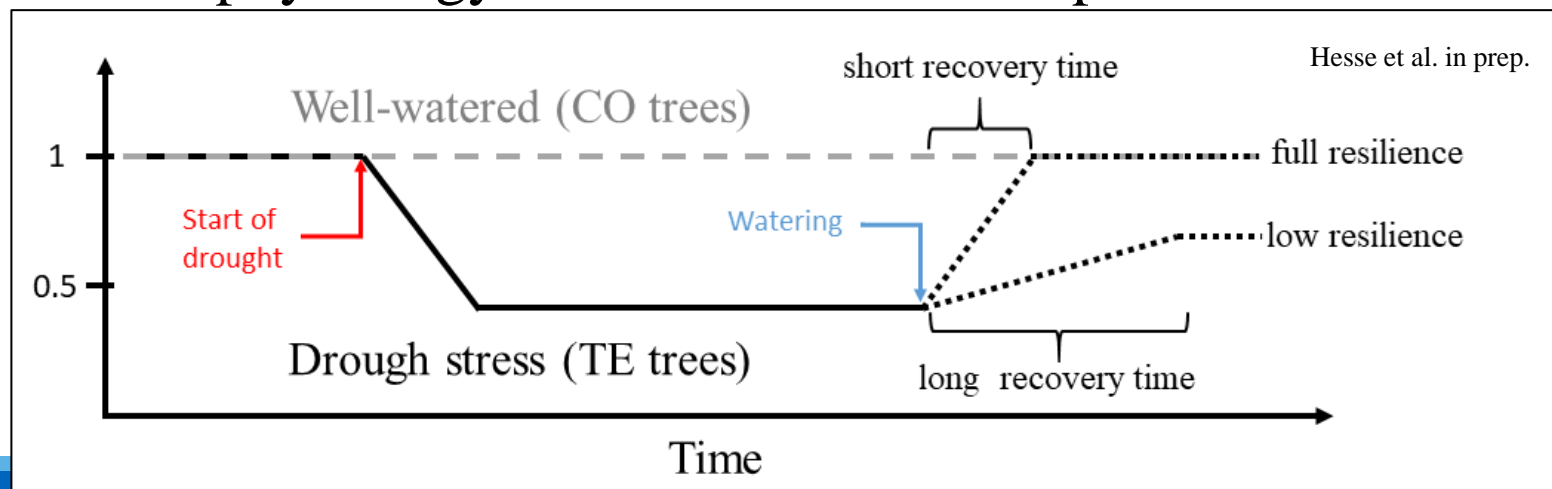 Hesse et al. in prep.
short recovery time
Well-watered (CO trees)
1
full resilience
Start of
drought
Watering
low resilience
0.5
Drough stress (TE trees)
long recovery time
Time